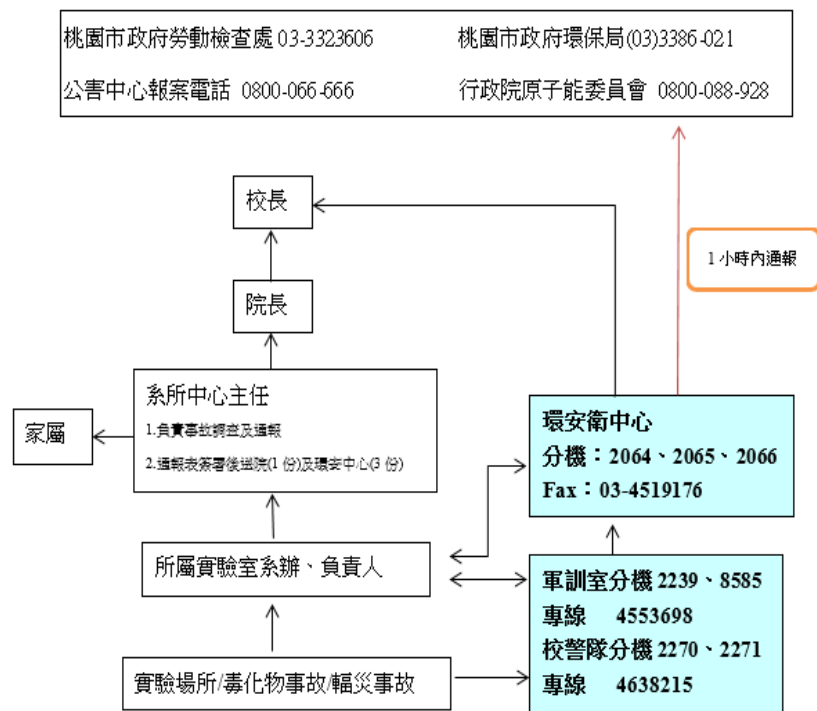 桃園市政府勞動檢查處 03-3323606 桃園市政府環保局(03)3386-021
公害中心報案電話 0800-066-666 行政院原子能委員會 0800-088-928
校長
1 小時內通報
院長
系所中心主任
1.負責事故調查及通報
2.通報表簽署後送院(1 份)及環安中心(3 份)
家屬
環安衛中心
分機：2064、2065、2066
Fax：03-4519176
所屬實驗室系辦、負責人
軍訓室分機 2239、8585
專線 4553698
校警隊分機 2270、2271
專線 4638215
實驗場所/毒化物事故/輻災事故